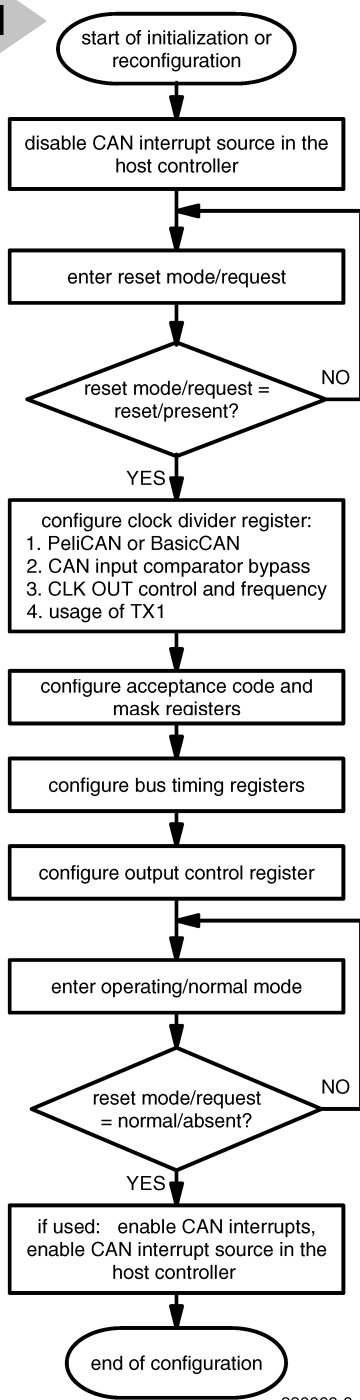 start of initialization or
reconfiguration
disable CAN interrupt source in the
host controller
enter reset mode/request
reset mode/request =
reset/present?
NO
YES
configure clock divider register:
1. PeliCAN or BasicCAN
2. CAN input comparator bypass
3. CLK OUT control and frequency
4. usage of TX1
configure acceptance code and
mask registers
configure bus timing registers
configure output control register
enter operating/normal mode
reset mode/request
= normal/absent?
NO
YES
if used: enable CAN interrupts,
enable CAN interrupt source in the
host controller
end of configuration